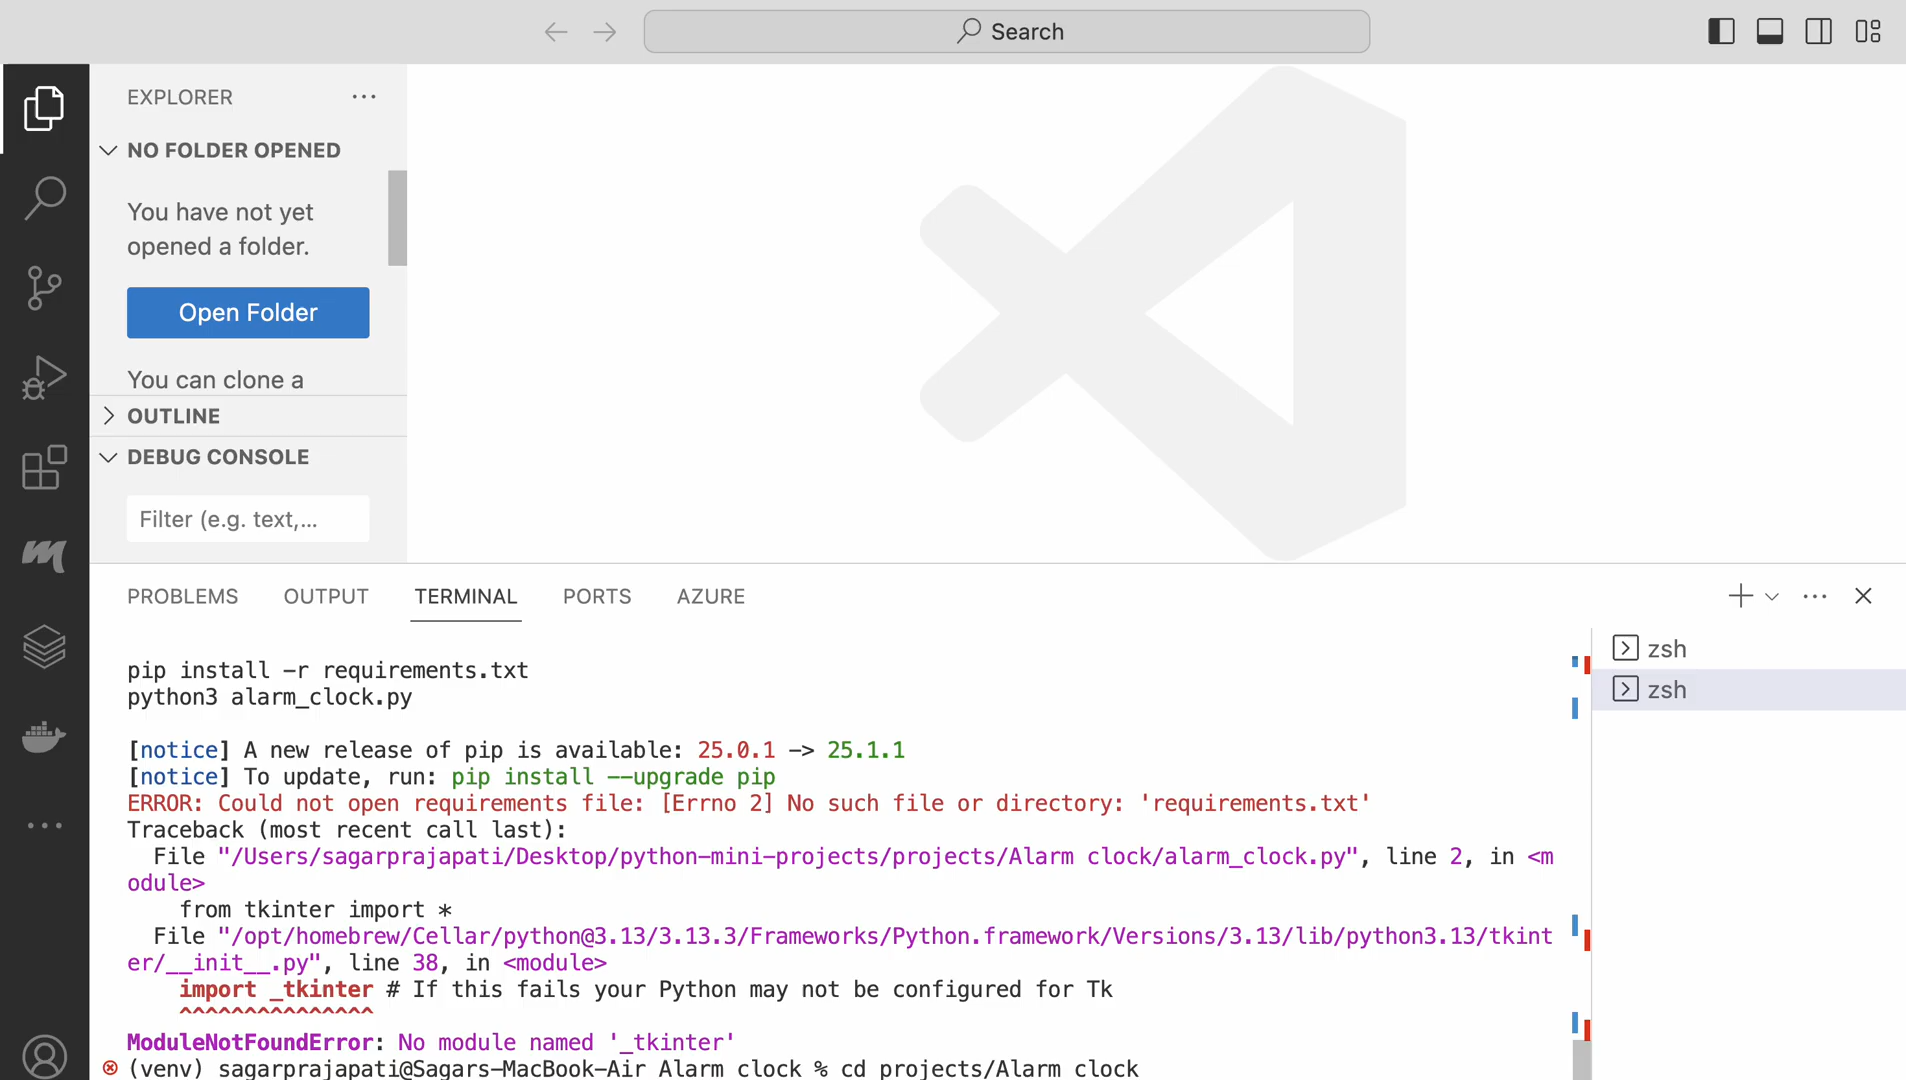 Search
EXPLORER
NO FOLDER OPENED
You have not yet
opened a folder.
Open Folder
You can clone a
OUTLINE
DEBUG CONSOLE
Filter (e.g. text,...
PROBLEMS OUTPUT TERMINAL PORTS AZURE
zsh
zsh
pip install -r requirements.txt
python3 alarm_clock.py
[notice] A new release of pip is available: 25.0.1 -> 25.1.1
[notice] To update, run: pip install --upgrade pip
ERROR: Could not open requirements file: [Errno 2] No such file or directory: 'requirements.txt'
Traceback (most recent call last):
  File "/Users/sagarprajapati/Desktop/python-mini-projects/projects/Alarm clock/alarm_clock.py", line 2, in <m
odule>
    from tkinter import *
  File "/opt/homebrew/Cellar/python@3.13/3.13.3/Frameworks/Python.framework/Versions/3.13/lib/python3.13/tkint
er/__init__.py", line 38, in <module>
    import _tkinter # If this fails your Python may not be configured for Tk
    ^^^^^^^^^^^^^^^
ModuleNotFoundError: No module named '_tkinter'
(venv) sagarprajapati@Sagars-MacBook-Air Alarm clock % cd projects/Alarm clock